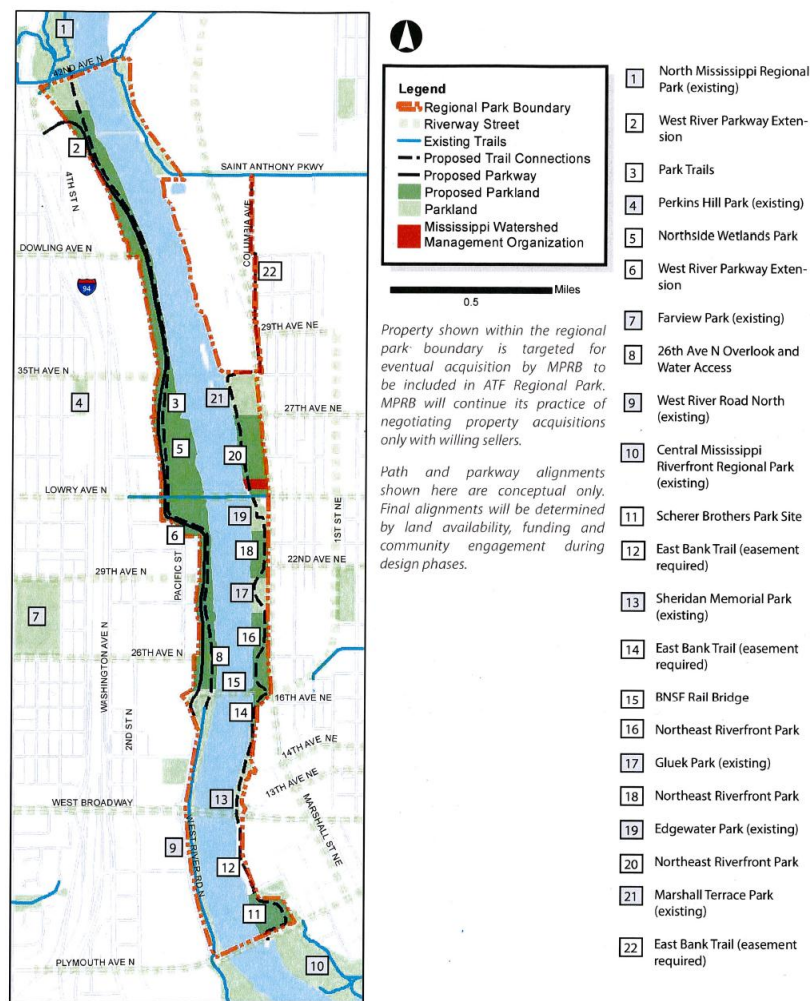 1
42ND AVE N
2
4TH ST N
SAINT ANTHONY PKWY
COLUMBIA AVE
DOWLING AVE N
22
94
29TH AVE NE
35TH AVE N
21
4
3
27TH AVE NE
5
20
LOWRY AVE N
19
1ST ST NE
6
18
PACIFIC ST
22ND AVE NE
29TH AVE N
17
7
16
WASHINGTON AVE N
26TH AVE N
8
15
16TH AVE NE
2ND ST N
14
14TH AVE NE
13TH AVE NE
13
WEST BROADWAY
MARSHALL ST NE
9
WEST RIVER RD N
12
11
PLYMOUTH AVE N
10
Legend
Regional Park Boundary
Riverway Street
Existing Trails
Proposed Trail Connections
Proposed Parkway
Proposed Parkland
Parkland
Mississippi Watershed
Management Organization
Miles
0.5
Property shown within the regional
park boundary is targeted for
eventual acquisition by MPRB to
be included in ATF Regional Park.
MPRB will continue its practice of
negotiating property acquisitions
only with willing sellers.
Path and parkway alignments
shown here are conceptual only.
Final alignments will be determined
by land availability, funding and
community engagement during
design phases.
1 North Mississippi Regional
Park (existing)
2 West River Parkway Exten-
sion
3 Park Trails
4 Perkins Hill Park (existing)
5 Northside Wetlands Park
6 West River Parkway Exten-
sion
7 Farview Park (existing)
8 26th Ave N Overlook and
Water Access
9 West River Road North
(existing)
10 Central Mississippi
Riverfront Regional Park
(existing)
11 Scherer Brothers Park Site
12 East Bank Trail (easement
required)
13 Sheridan Memorial Park
(existing)
14 East Bank Trail (easement
required)
15 BNSF Rail Bridge
16 Northeast Riverfront Park
17 Gluek Park (existing)
18 Northeast Riverfront Park
19 Edgewater Park (existing)
20 Northeast Riverfront Park
21 Marshall Terrace Park
(existing)
22 East Bank Trail (easement
required)